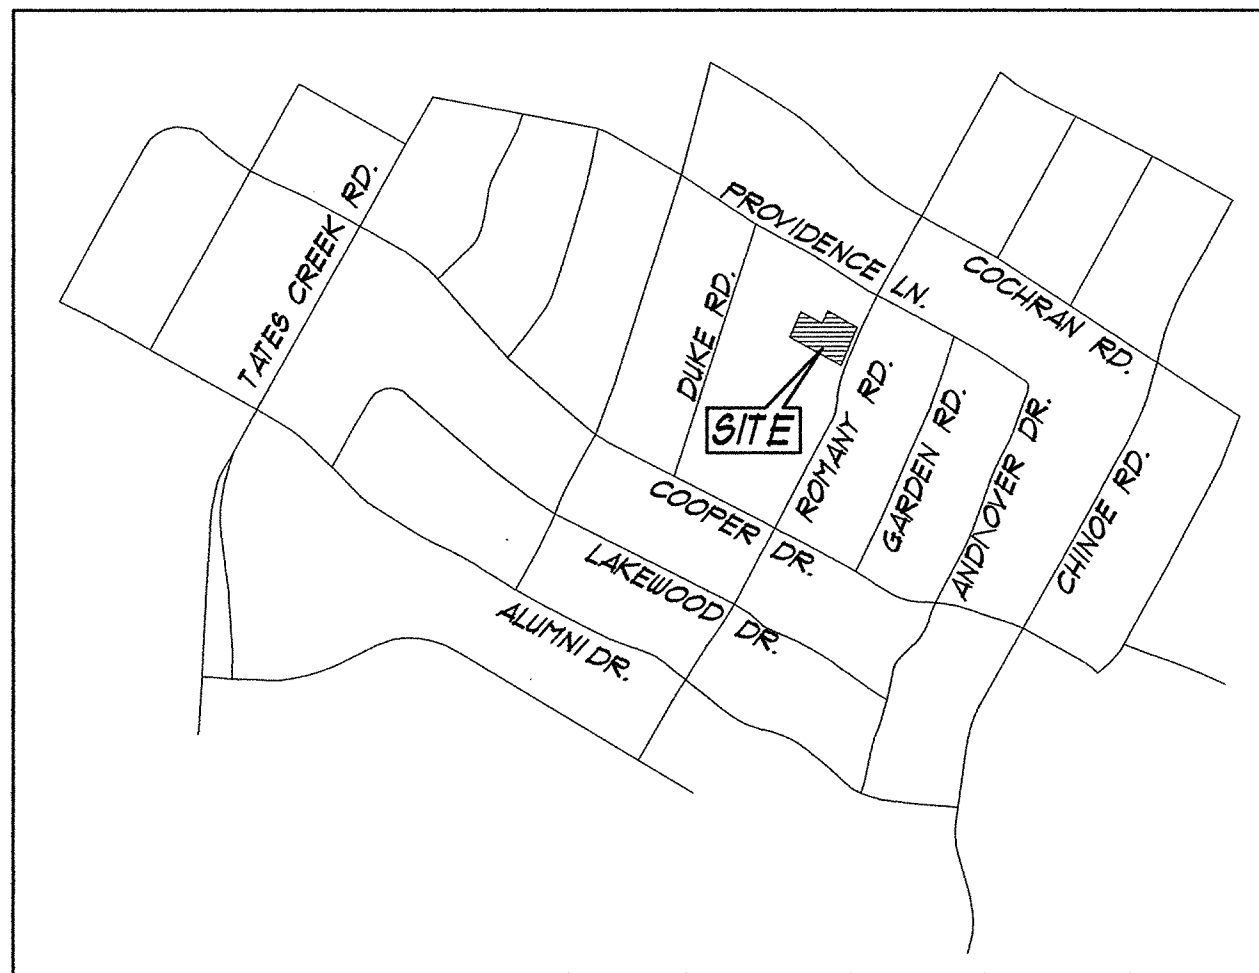 TATES CREEK RD.
PROVIDENCE LN.
COCHRAN RD.
DUKE RD.
SITE
ROMANY RD.
GARDEN RD.
ANDOVER DR.
CHINOE RD.
COOPER DR.
LAKEWOOD DR.
ALUMNI DR.